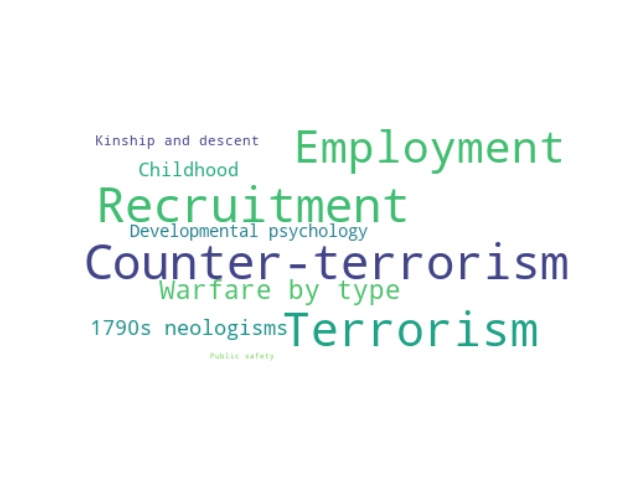 Kinship and descent
Employment
Childhood
Recruitment
Developmental psychology
Counter-terrorism
Warfare by type
1790s neologisms
Terrorism
Public safety